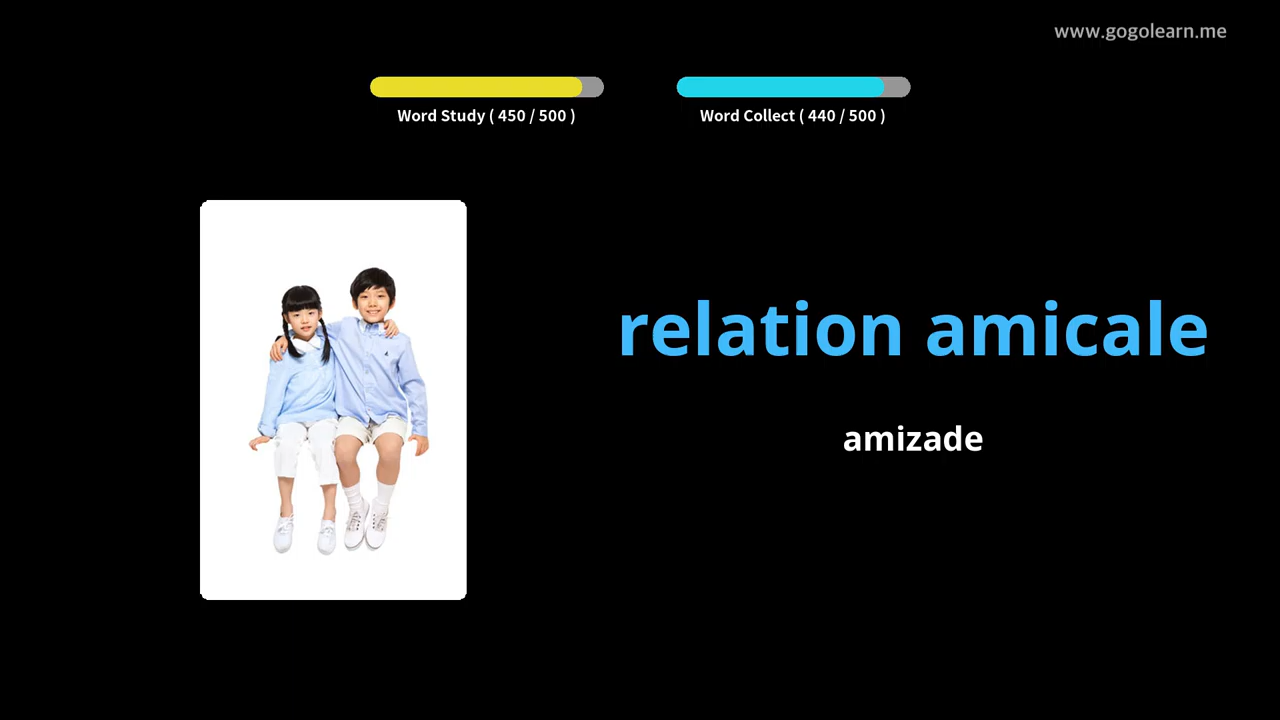 www.gogolearn.me
Word Study ( 450 / 500 )
Word Collect ( 440 / 500 )
relation amicale
amizade